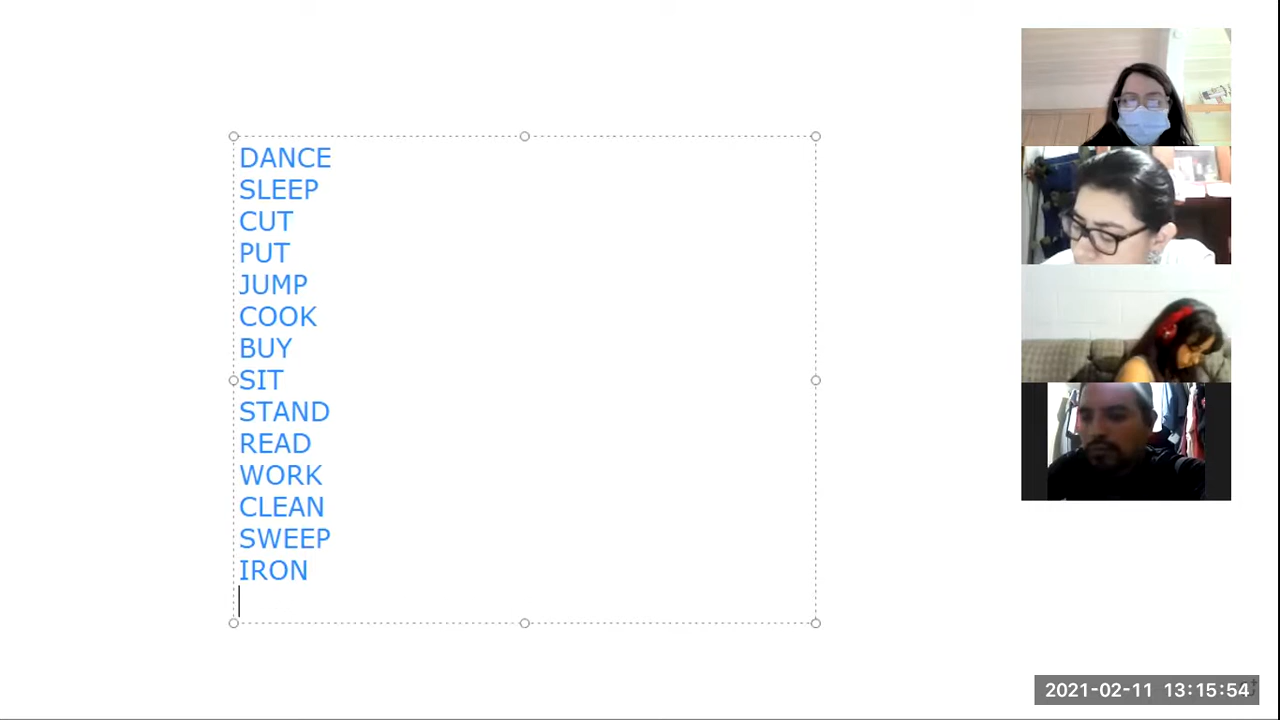 DANCE
SLEEP
CUT
PUT
JUMP
COOK
BUY
SIT
STAND
READ
WORK
CLEAN
SWEEP
IRON
2021-02-11 13:15:54